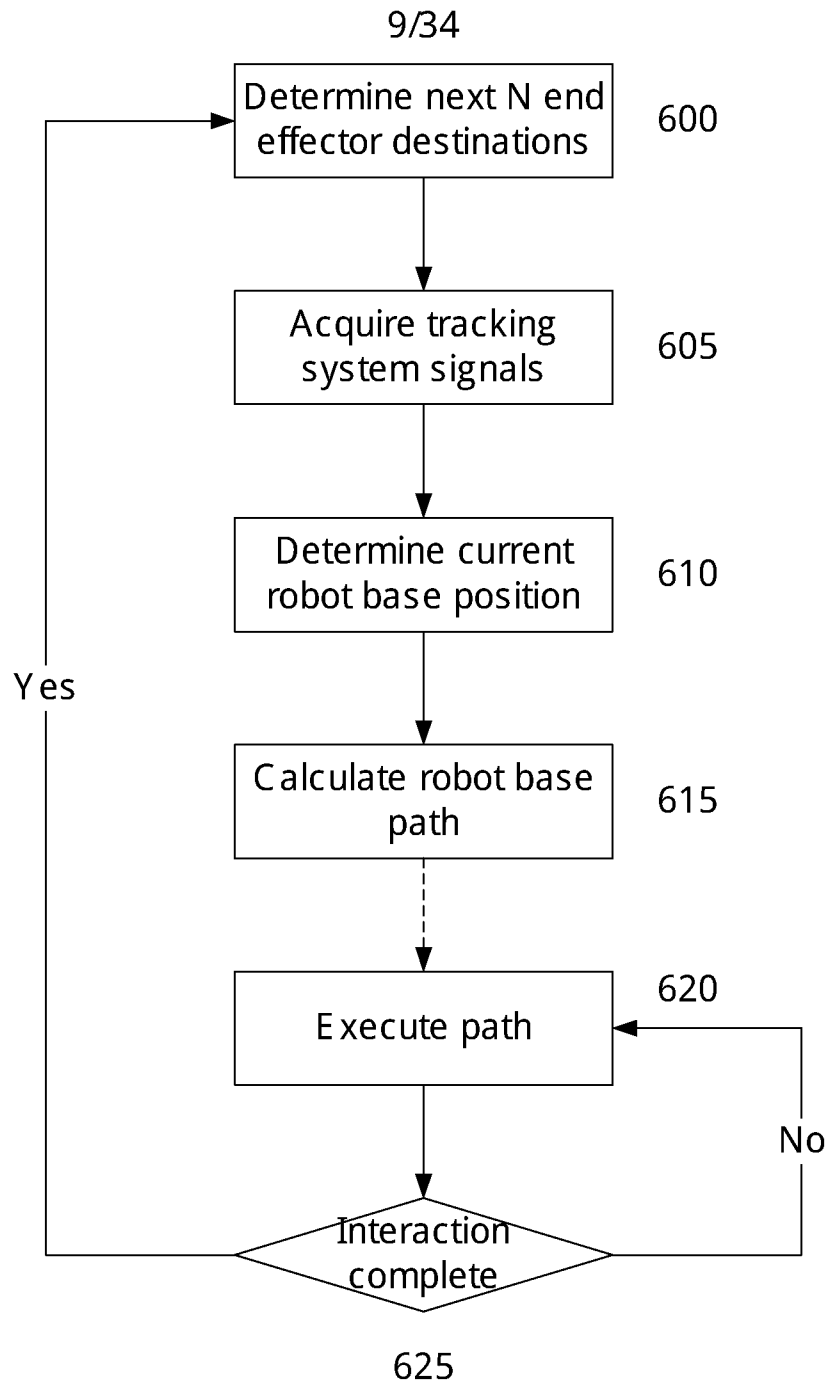 9/34
Determine next N end
effector destinations
600
Acquire tracking
system signals
605
Determine current
robot base position
610
Yes
Calculate robot base
path
615
620
Execute path
No
Interaction
complete
625